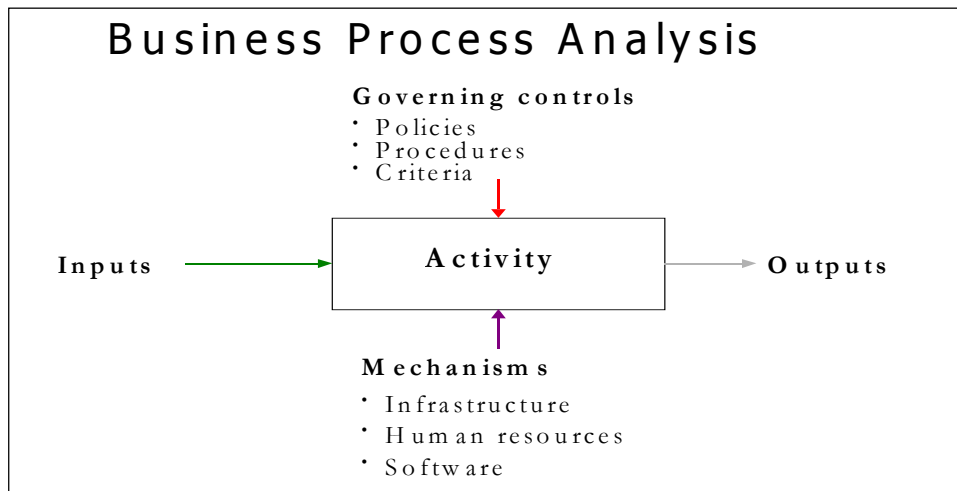 Business Process Analysis
Governing controls
· Policies
· Procedures
· Criteria
Inputs
Activity
Outputs
Mechanisms
· Infrastructure
· Human resources
· Software